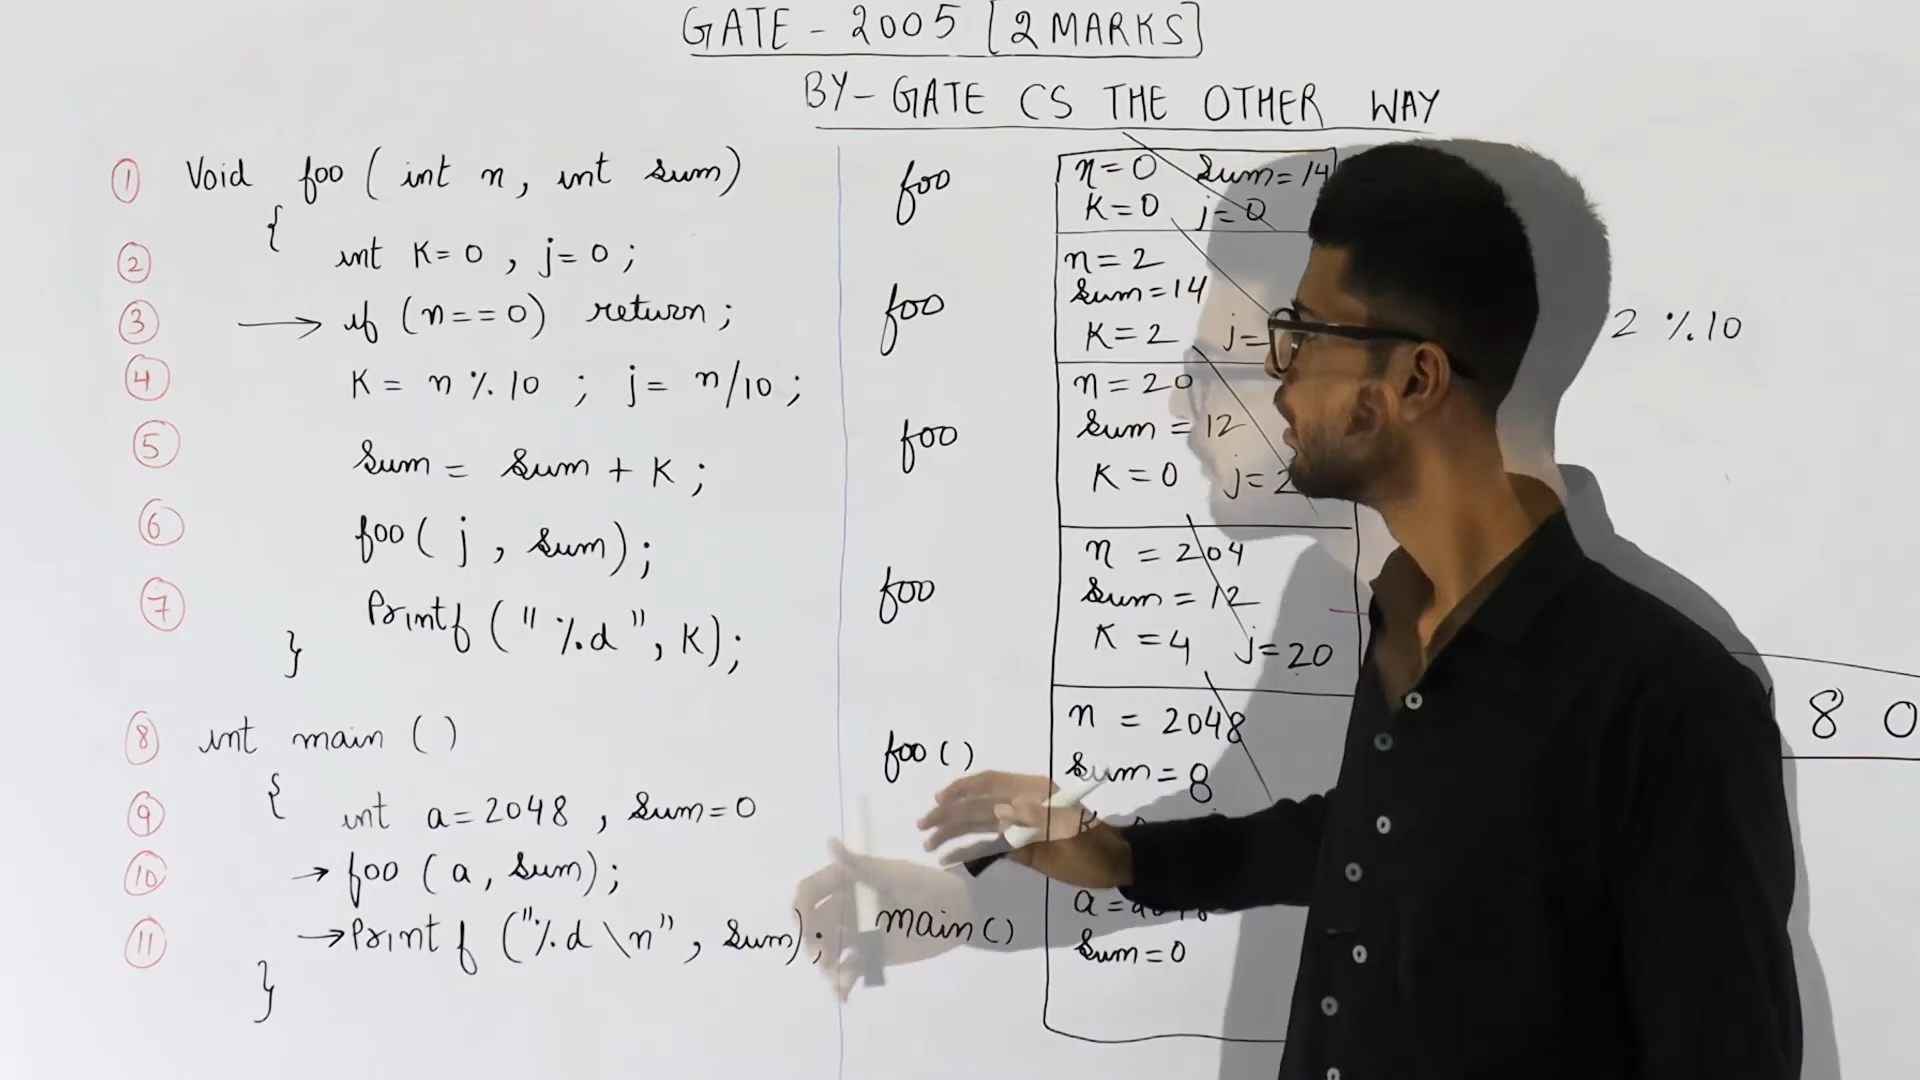 GATE - 2005 [2 MARKS]
BY - GATE CS THE OTHER WAY
1 Void foo ( int n, int sum)
{
2 int K=0 , j=0 ;
3 → if (n==0) return ;
4 K = n %. 10 ; j = n/10 ;
5 Sum = Sum + K ;
6 foo( j , sum) ;
7 Printf ( " %.d " , K) ;
}
8 int main ( )
{
9 int a=2048 , Sum=0
10 → foo ( a , Sum) ;
11 → Print f ( "%.d \n" , Sum) ;
}
foo
n=0 Sum=14
K=0 j=0
foo
n=2
Sum=14
K=2 j=
foo
n=20
Sum=12
K=0 j=2
foo
n = 204
Sum = 12
K = 4 j=20
foo ( )
n = 2048
Sum = 8
main ( )
a =
Sum = 0
2 %. 10
8 0